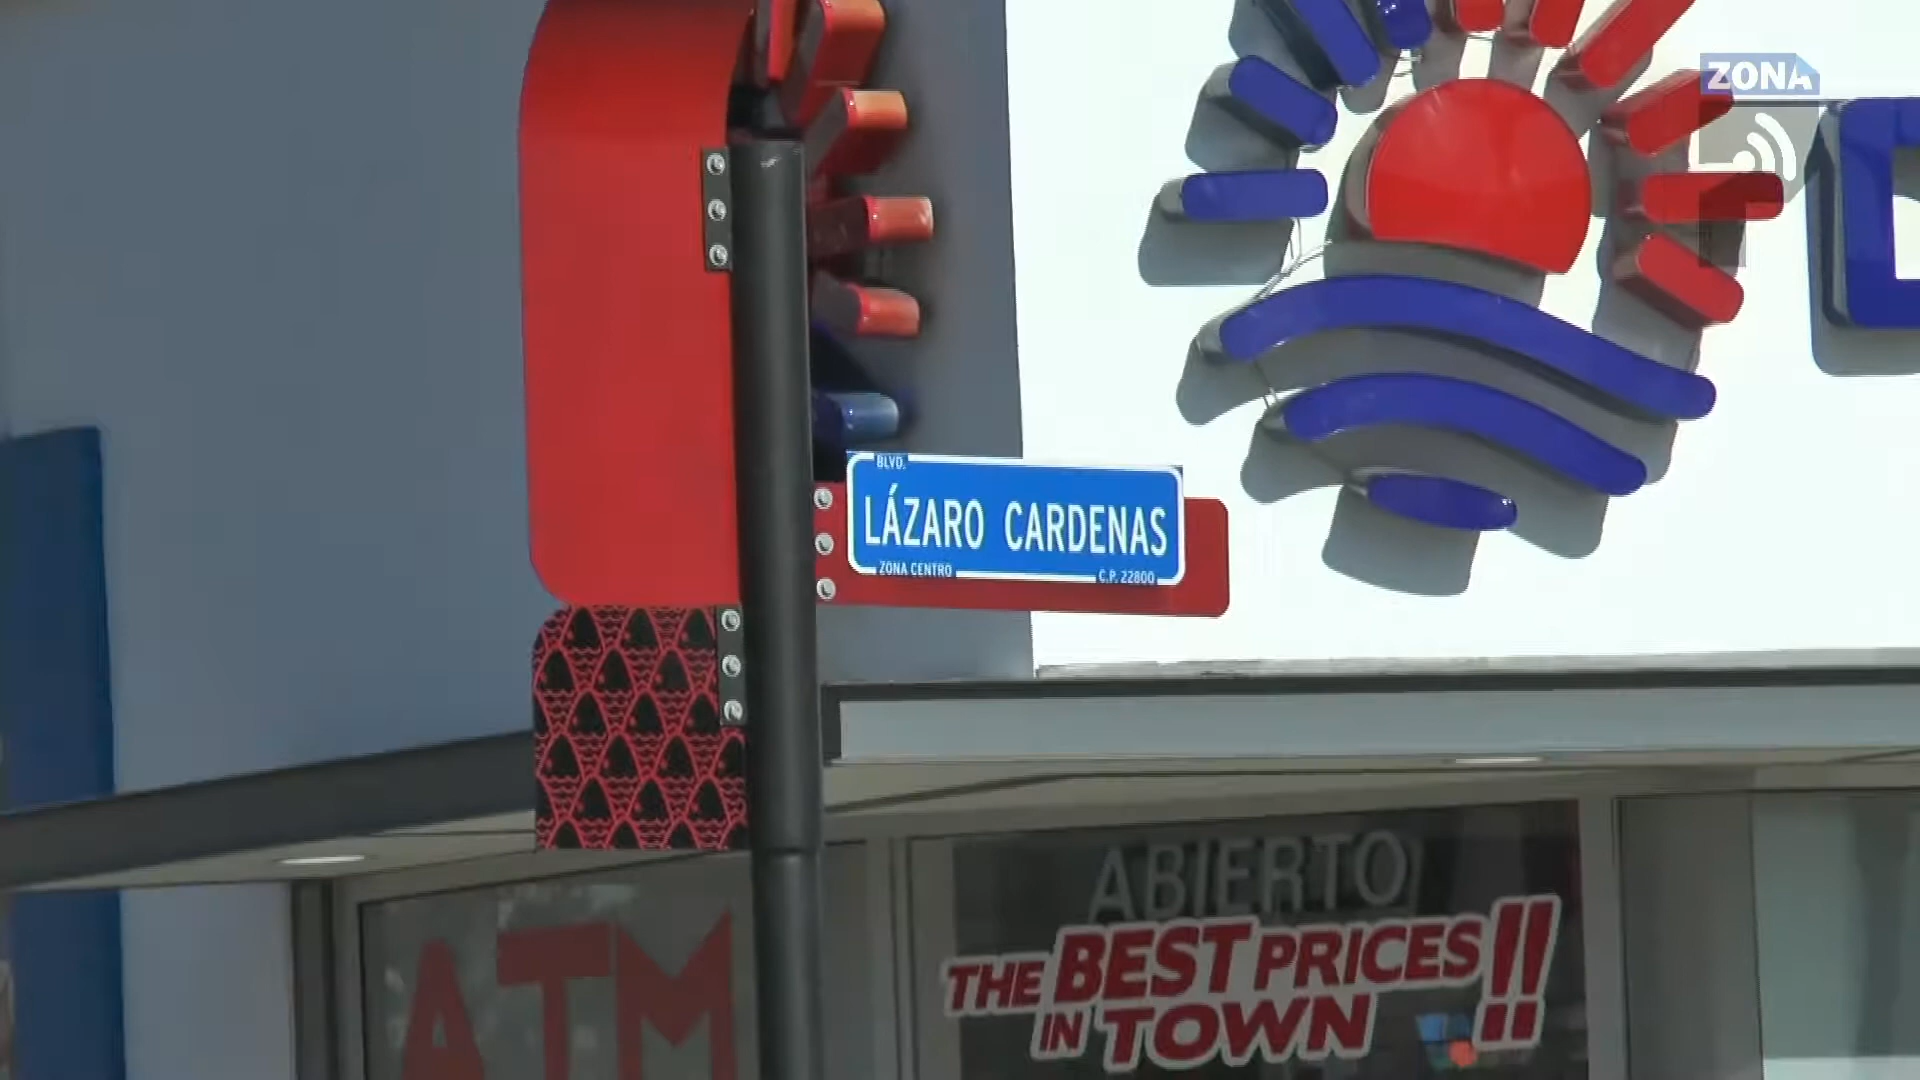 ZONA
BLVD.
LÁZARO CARDENAS
ZONA CENTRO
C.P. 22800
ABIERTO
THE BEST PRICES
IN TOWN !!
ATM